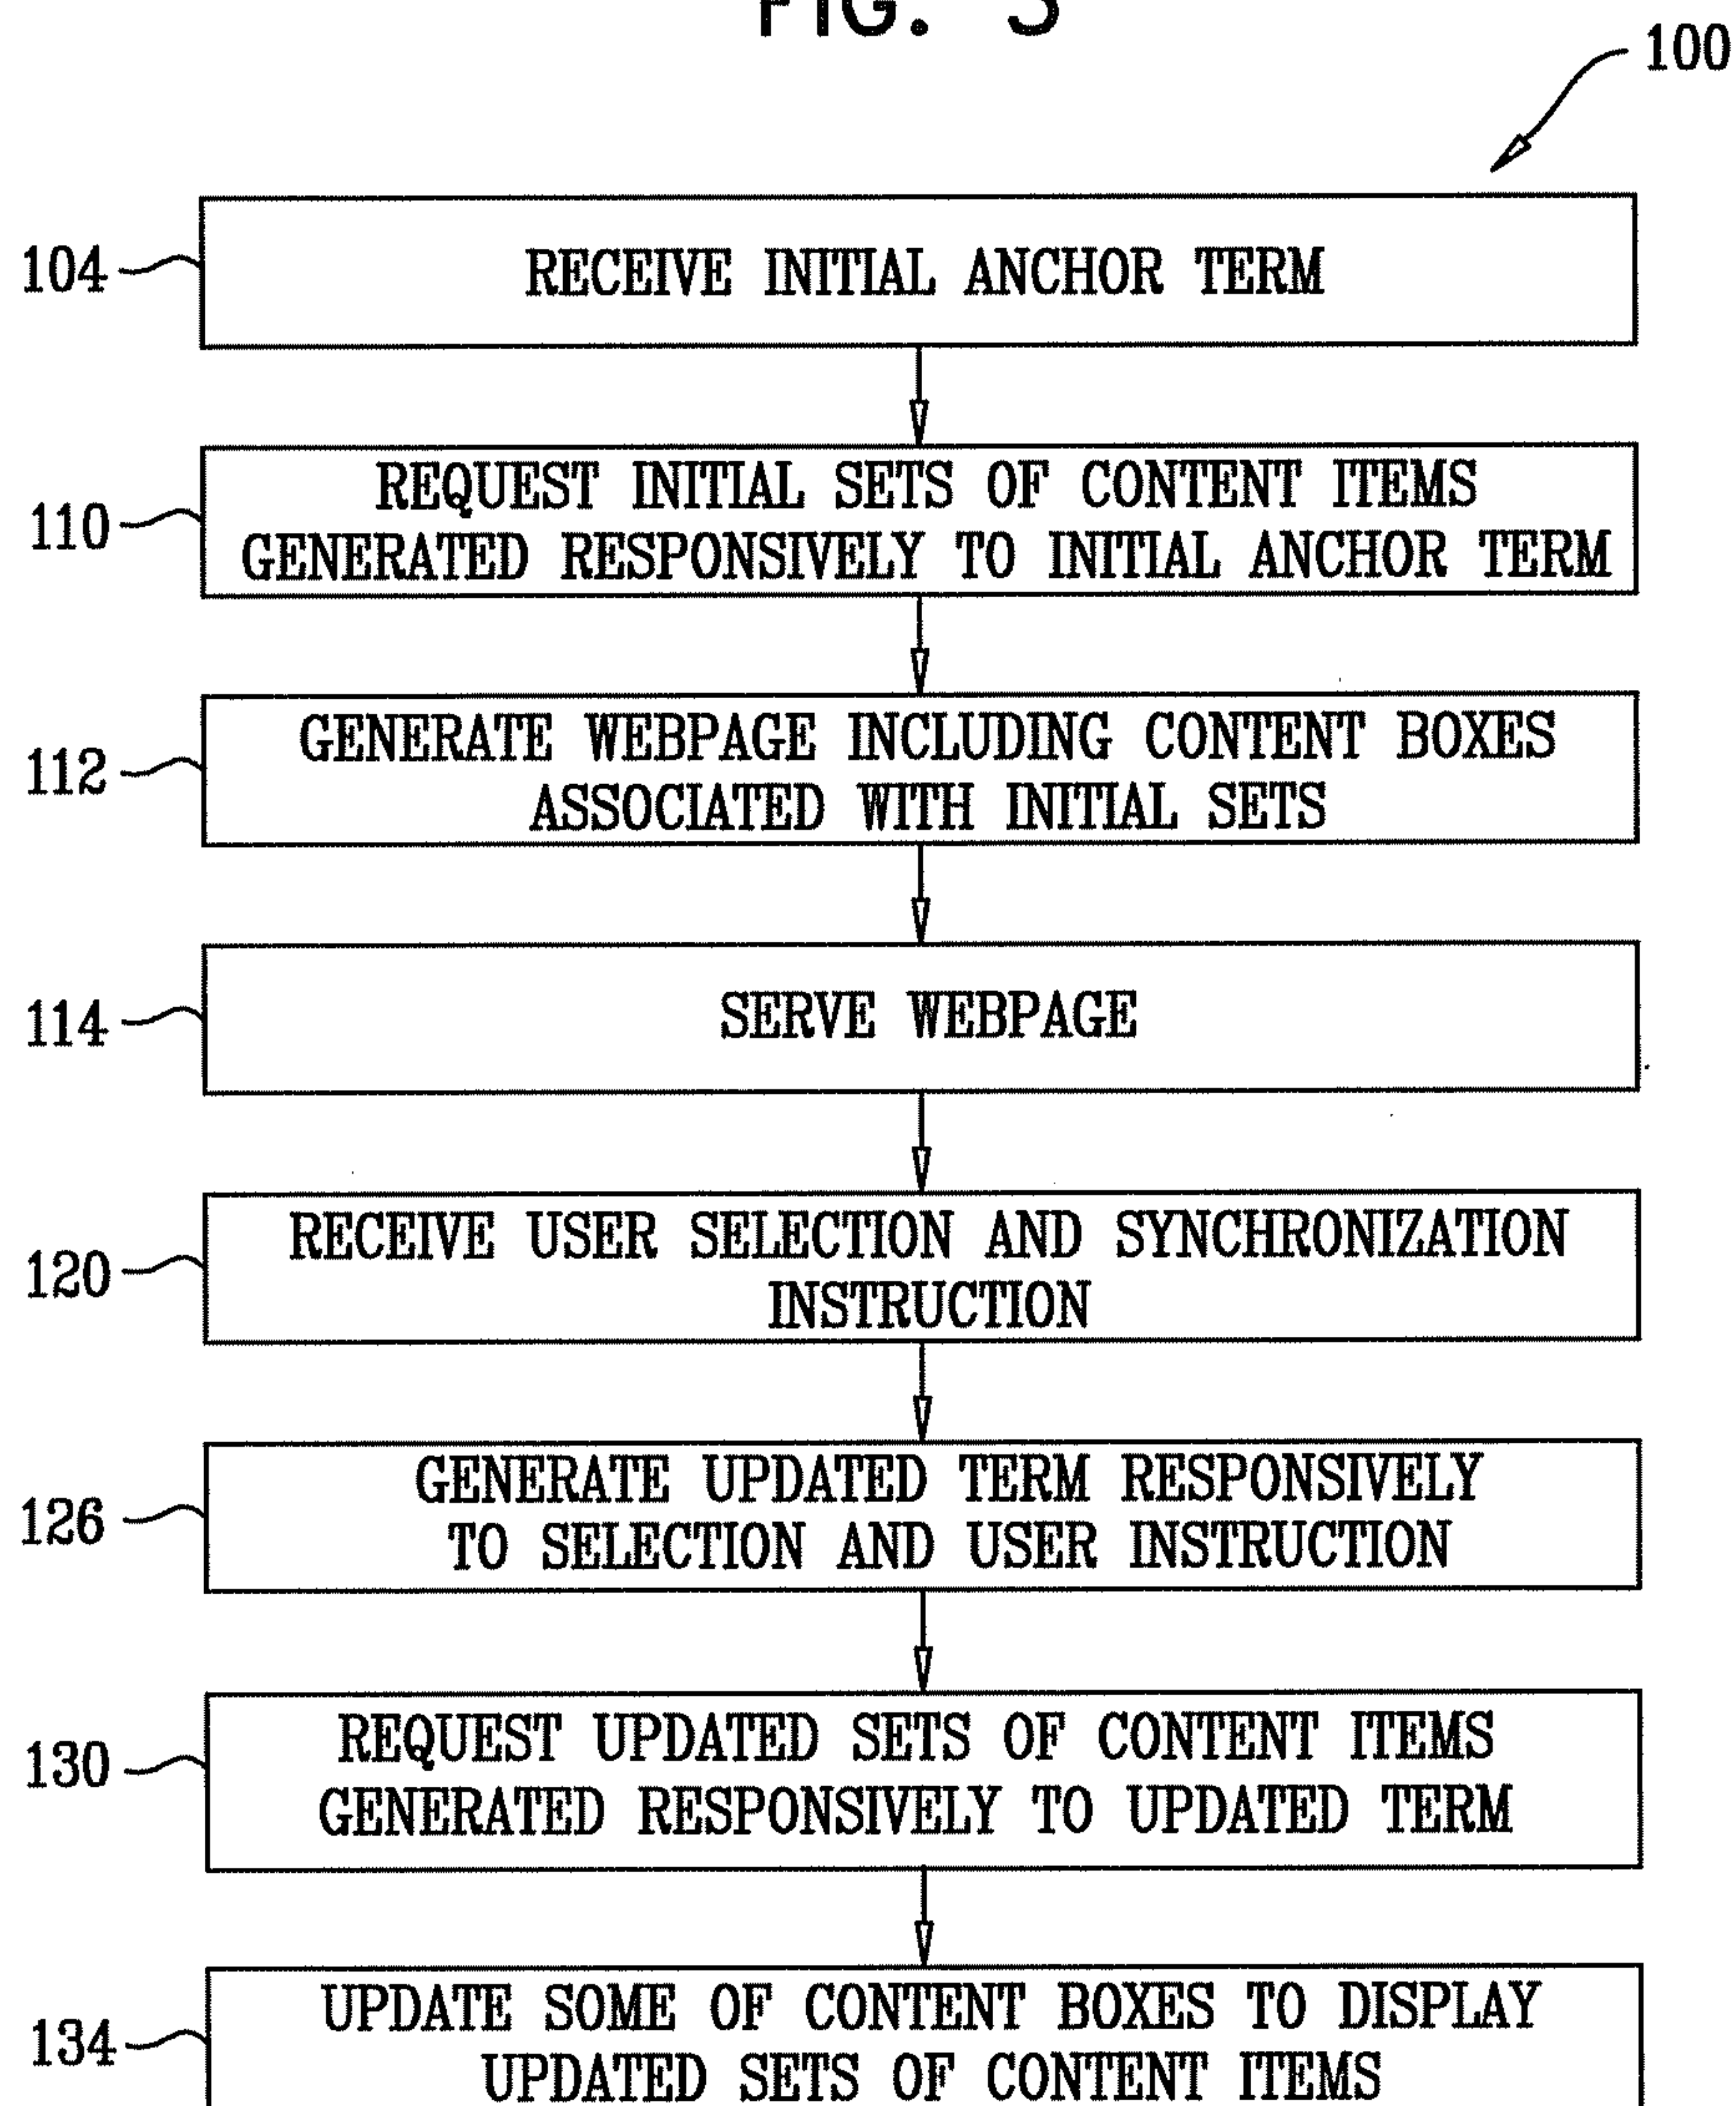 FIG. 3
100
104
RECEIVE INITIAL ANCHOR TERM
110
REQUEST INITIAL SETS OF CONTENT ITEMS
GENERATED RESPONSIVELY TO INITIAL ANCHOR TERM
112
GENERATE WEBPAGE INCLUDING CONTENT BOXES
ASSOCIATED WITH INITIAL SETS
114
SERVE WEBPAGE
120
RECEIVE USER SELECTION AND SYNCHRONIZATION
INSTRUCTION
126
GENERATE UPDATED TERM RESPONSIVELY
TO SELECTION AND USER INSTRUCTION
130
REQUEST UPDATED SETS OF CONTENT ITEMS
GENERATED RESPONSIVELY TO UPDATED TERM
134
UPDATE SOME OF CONTENT BOXES TO DISPLAY
UPDATED SETS OF CONTENT ITEMS